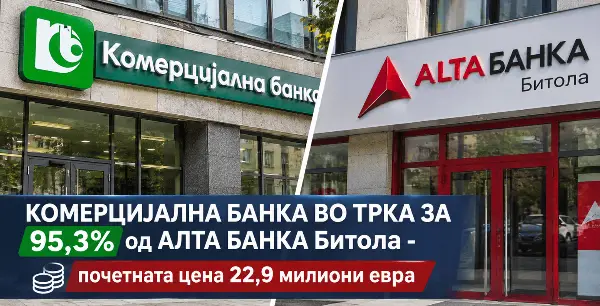 Комерцијална банка
ALTA БАНКА
Битола
КОМЕРЦИЈАЛНА БАНКА ВО ТРКА ЗА
95,3% од АЛТА БАНКА Битола -
почетната цена 22,9 милиони евра